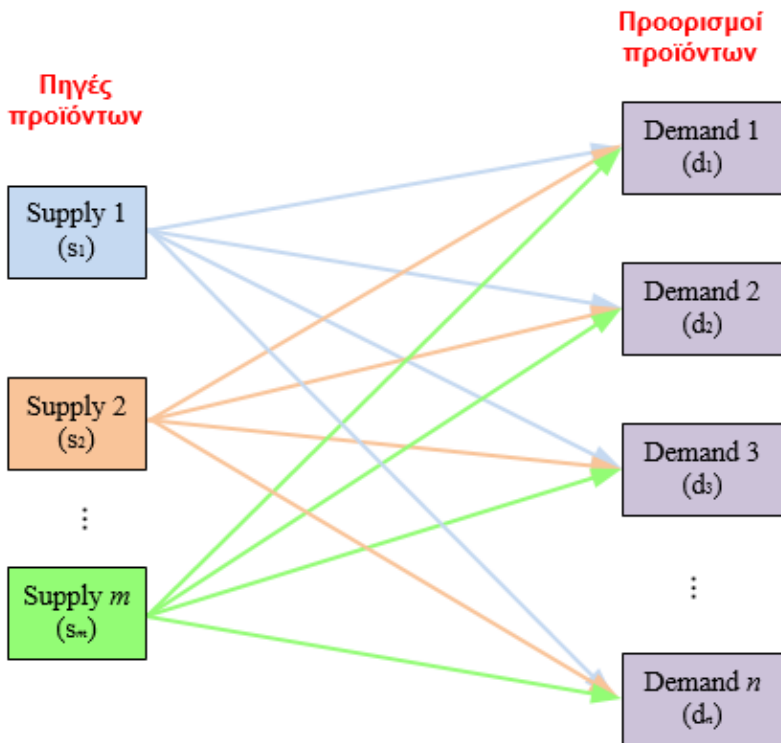 Πηγές
προϊόντων
Supply 1
(s₁)
Supply 2
(s₂)
⋮
Supply m
(sₘ)
Προορισμοί
προϊόντων
Demand 1
(d₁)
Demand 2
(d₂)
Demand 3
(d₃)
⋮
Demand n
(dₙ)